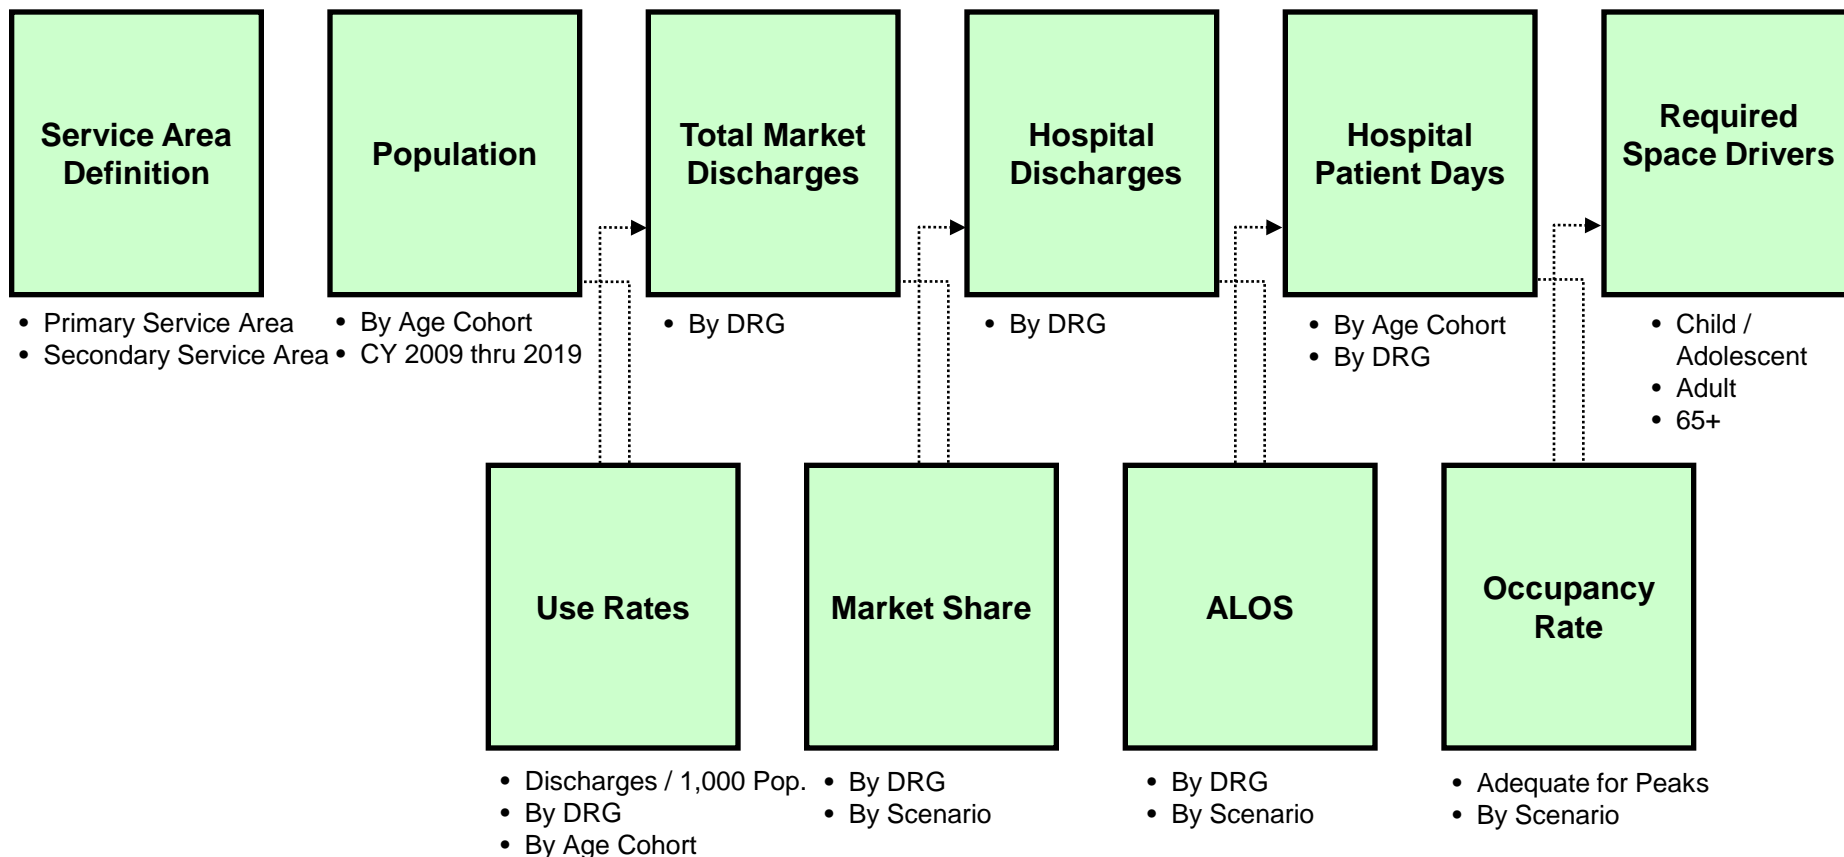 Service Area
Definition
• Primary Service Area
• Secondary Service Area
Population
• By Age Cohort
• CY 2009 thru 2019
Total Market
Discharges
• By DRG
Hospital
Discharges
• By DRG
Hospital
Patient Days
• By Age Cohort
• By DRG
Required
Space Drivers
• Child /
Adolescent
• Adult
• 65+
Use Rates
• Discharges / 1,000 Pop.
• By DRG
• By Age Cohort
Market Share
• By DRG
• By Scenario
ALOS
• By DRG
• By Scenario
Occupancy
Rate
• Adequate for Peaks
• By Scenario